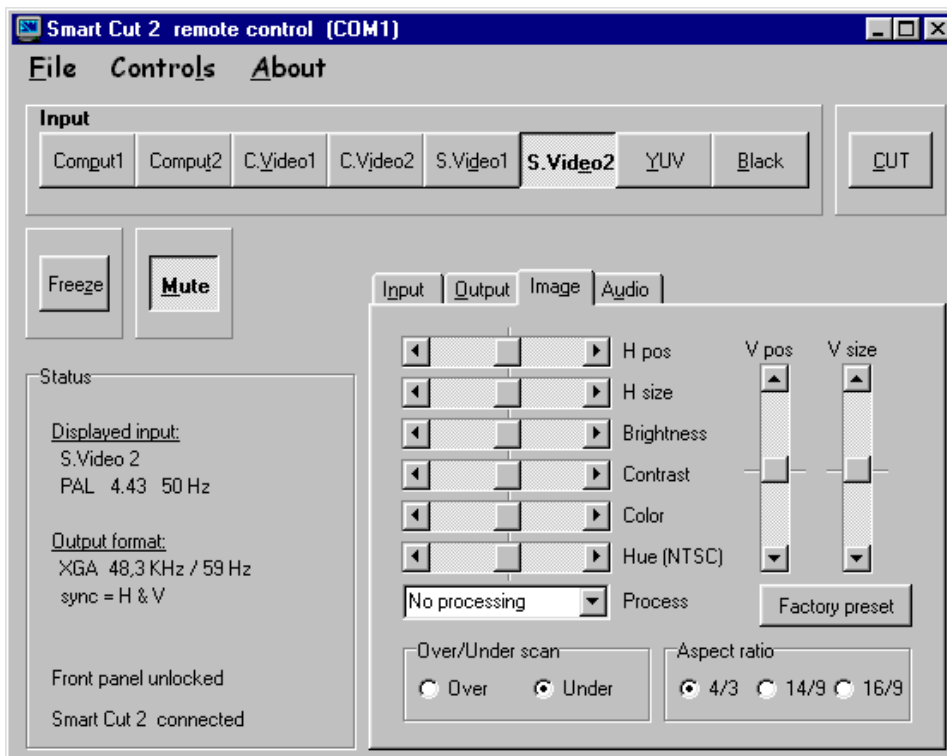 Smart Cut 2 remote control (COM1)
File Controls About
Input
Comput1 Comput2 C.Video1 C.Video2 S.Video1 S.Video2 YUV Black CUT
Freeze Mute
Input Output Image Audio
H pos
H size
Brightness
Contrast
Color
Hue (NTSC)
V pos V size
No processing Process Factory preset
Over/Under scan
Over Under
Aspect ratio
4/3 14/9 16/9
Status
Displayed input:
S.Video 2
PAL 4.43 50 Hz
Output format:
XGA 48,3 KHz / 59 Hz
sync = H & V
Front panel unlocked
Smart Cut 2 connected